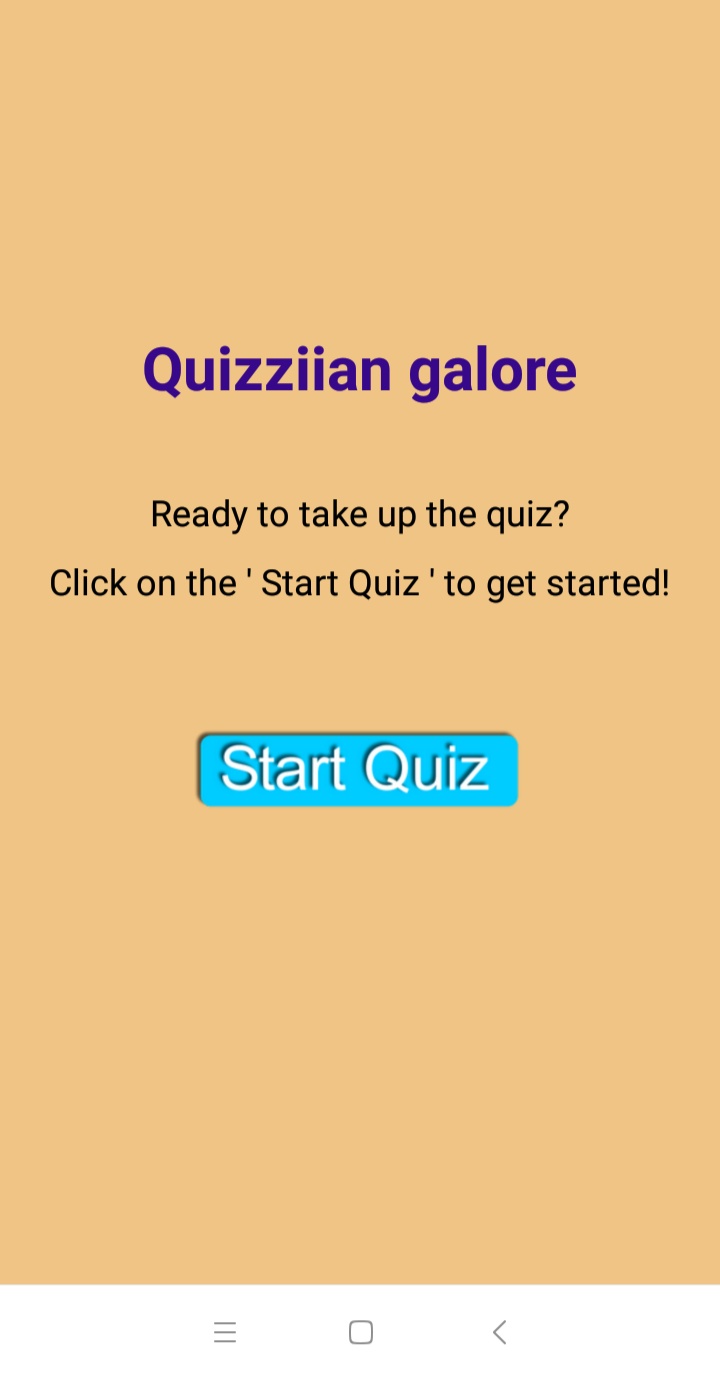 Quizziian galore
Ready to take up the quiz?
Click on the ' Start Quiz ' to get started!
Start Quiz